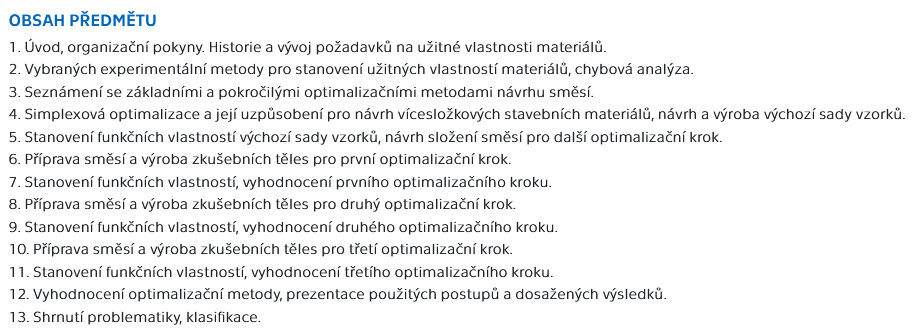 OBSAH PŘEDMĚTU
1. Úvod, organizační pokyny. Historie a vývoj požadavků na užitné vlastnosti materiálů.
2. Vybraných experimentální metody pro stanovení užitných vlastností materiálů, chybová analýza.
3. Seznámení se základními a pokročilými optimalizačními metodami návrhu směsí.
4. Simplexová optimalizace a její uzpůsobení pro návrh vícesložkových stavebních materiálů, návrh a výroba výchozí sady vzorků.
5. Stanovení funkčních vlastností výchozí sady vzorků, návrh složení směsí pro další optimalizační krok.
6. Příprava směsí a výroba zkušebních těles pro první optimalizační krok.
7. Stanovení funkčních vlastností, vyhodnocení prvního optimalizačního kroku.
8. Příprava směsí a výroba zkušebních těles pro druhý optimalizační krok.
9. Stanovení funkčních vlastností, vyhodnocení druhého optimalizačního kroku.
10. Příprava směsí a výroba zkušebních těles pro třetí optimalizační krok.
11. Stanovení funkčních vlastností, vyhodnocení třetího optimalizačního kroku.
12. Vyhodnocení optimalizační metody, prezentace použitých postupů a dosažených výsledků.
13. Shrnutí problematiky, klasifikace.